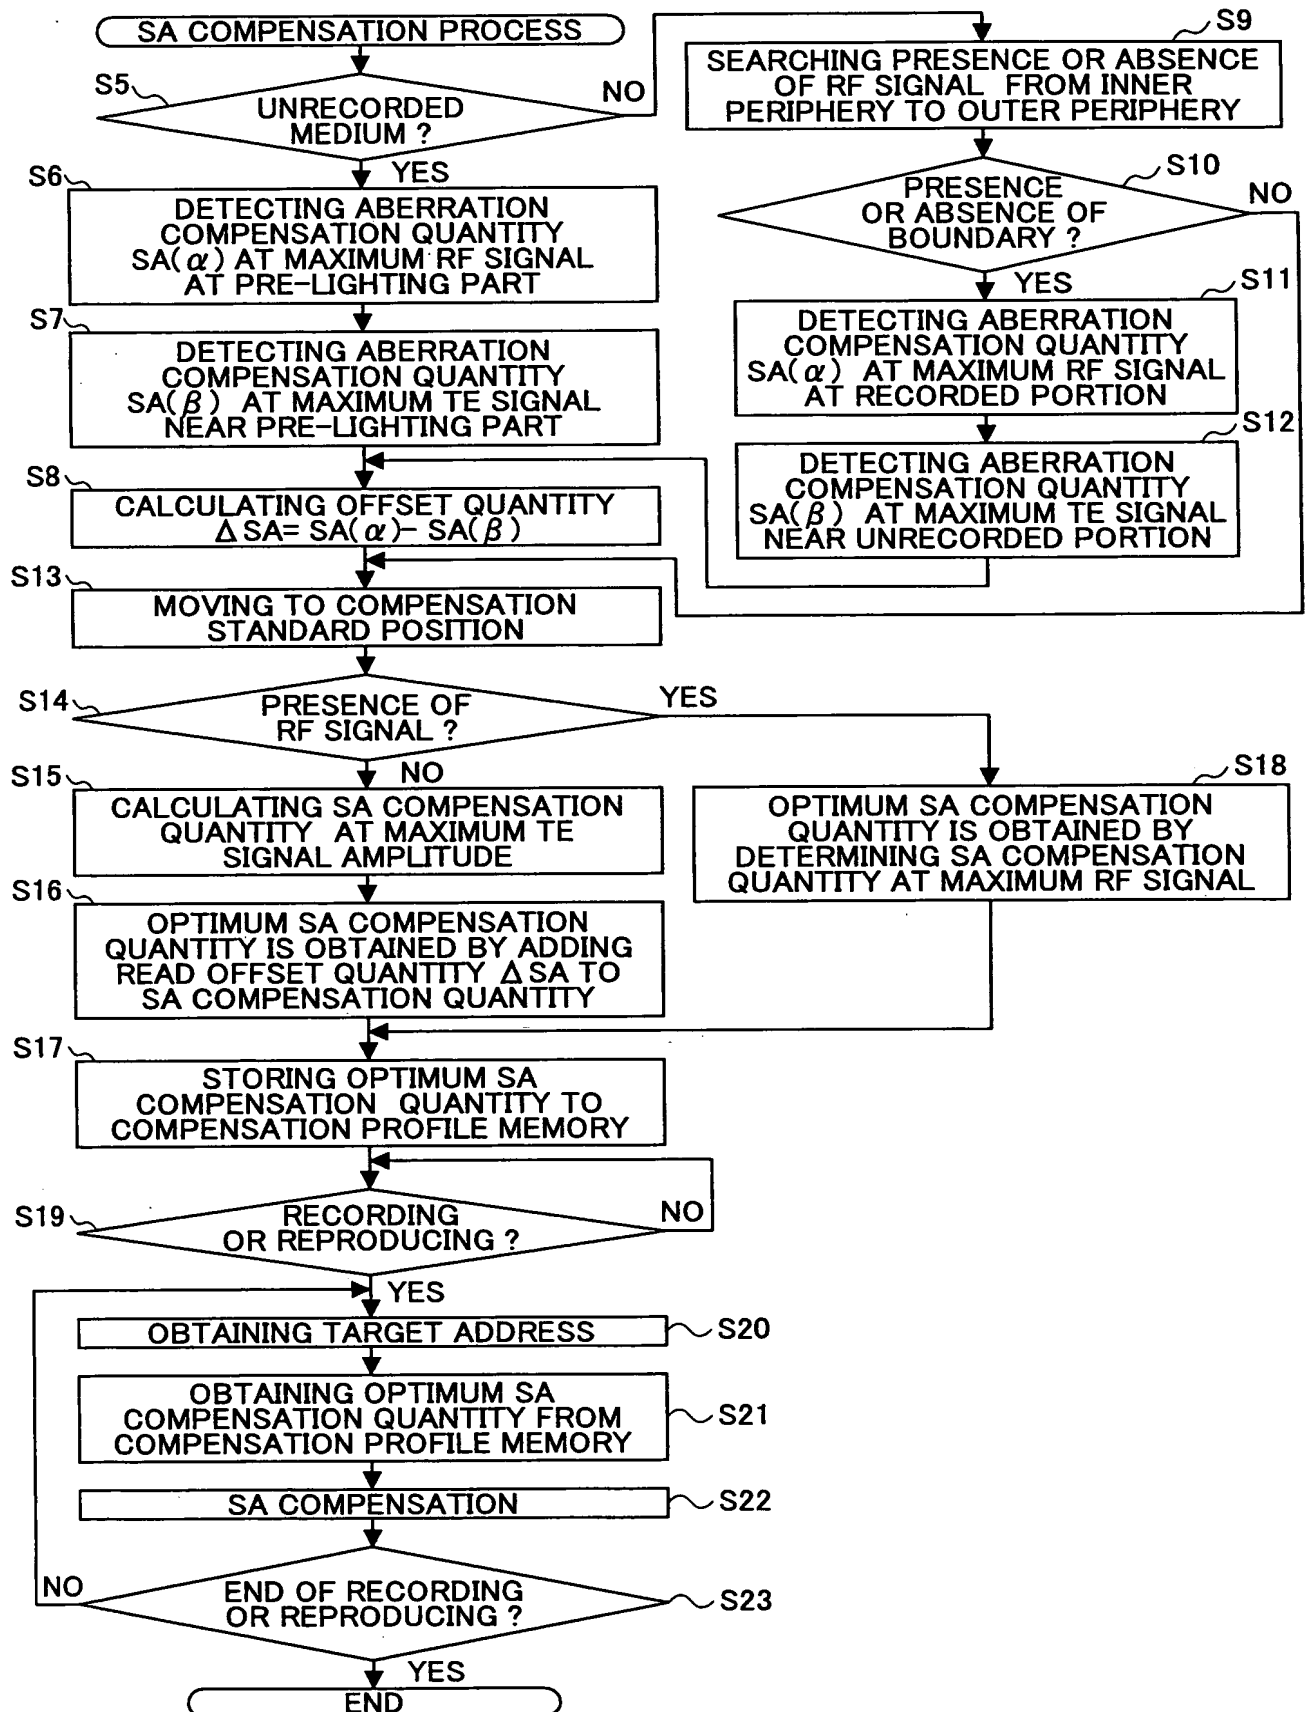 SA COMPENSATION PROCESS
S5
UNRECORDED
MEDIUM ?
NO
YES
S6
DETECTING ABERRATION
COMPENSATION QUANTITY
SA(α) AT MAXIMUM RF SIGNAL
AT PRE-LIGHTING PART
S7
DETECTING ABERRATION
COMPENSATION QUANTITY
SA(β) AT MAXIMUM TE SIGNAL
NEAR PRE-LIGHTING PART
S8
CALCULATING OFFSET QUANTITY
Δ SA= SA(α)- SA(β)
S9
SEARCHING PRESENCE OR ABSENCE
OF RF SIGNAL FROM INNER
PERIPHERY TO OUTER PERIPHERY
S10
PRESENCE
OR ABSENCE OF
BOUNDARY ?
NO
YES
S11
DETECTING ABERRATION
COMPENSATION QUANTITY
SA(α) AT MAXIMUM RF SIGNAL
AT RECORDED PORTION
S12
DETECTING ABERRATION
COMPENSATION QUANTITY
SA(β) AT MAXIMUM TE SIGNAL
NEAR UNRECORDED PORTION
S13
MOVING TO COMPENSATION
STANDARD POSITION
S14
PRESENCE OF
RF SIGNAL ?
YES
NO
S15
CALCULATING SA COMPENSATION
QUANTITY AT MAXIMUM TE
SIGNAL AMPLITUDE
S16
OPTIMUM SA COMPENSATION
QUANTITY IS OBTAINED BY ADDING
READ OFFSET QUANTITY Δ SA TO
SA COMPENSATION QUANTITY
S18
OPTIMUM SA COMPENSATION
QUANTITY IS OBTAINED BY
DETERMINING SA COMPENSATION
QUANTITY AT MAXIMUM RF SIGNAL
S17
STORING OPTIMUM SA
COMPENSATION QUANTITY TO
COMPENSATION PROFILE MEMORY
S19
RECORDING
OR REPRODUCING ?
NO
YES
OBTAINING TARGET ADDRESS
S20
OBTAINING OPTIMUM SA
COMPENSATION QUANTITY FROM
COMPENSATION PROFILE MEMORY
S21
SA COMPENSATION
S22
NO
END OF RECORDING
OR REPRODUCING ?
S23
YES
END